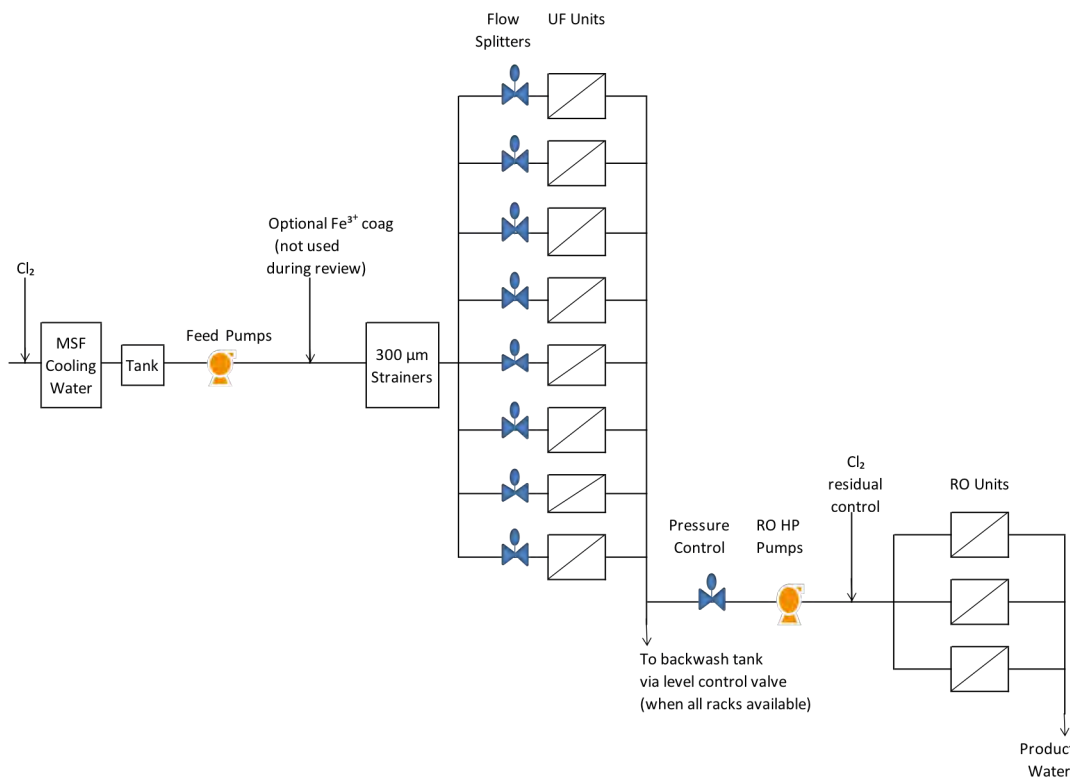 Flow
Splitters
UF Units
Optional Fe³⁺ coag
(not used
during review)
Cl₂
MSF
Cooling
Water
Tank
Feed Pumps
300 µm
Strainers
Pressure
Control
RO HP
Pumps
Cl₂
residual
control
RO Units
To backwash tank
via level control valve
(when all racks available)
Product
Water